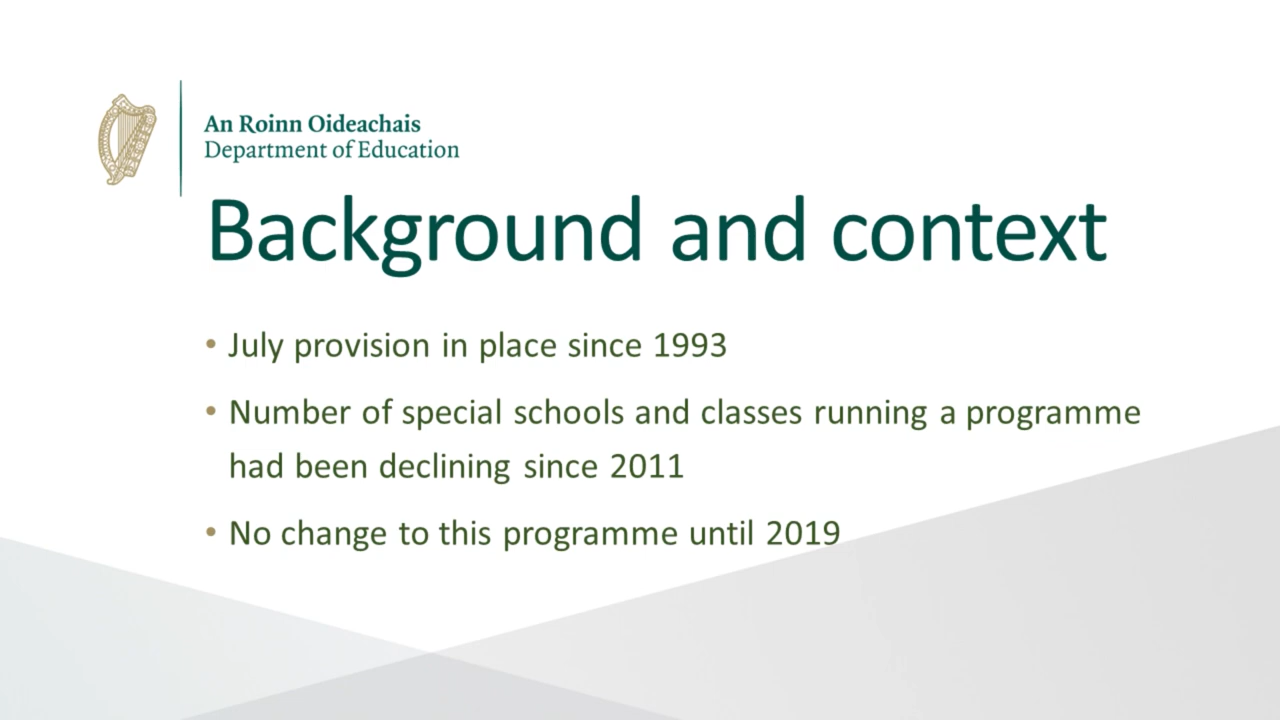 An Roinn Oideachais
Department of Education
Background and context
• July provision in place since 1993
• Number of special schools and classes running a programme
had been declining since 2011
• No change to this programme until 2019